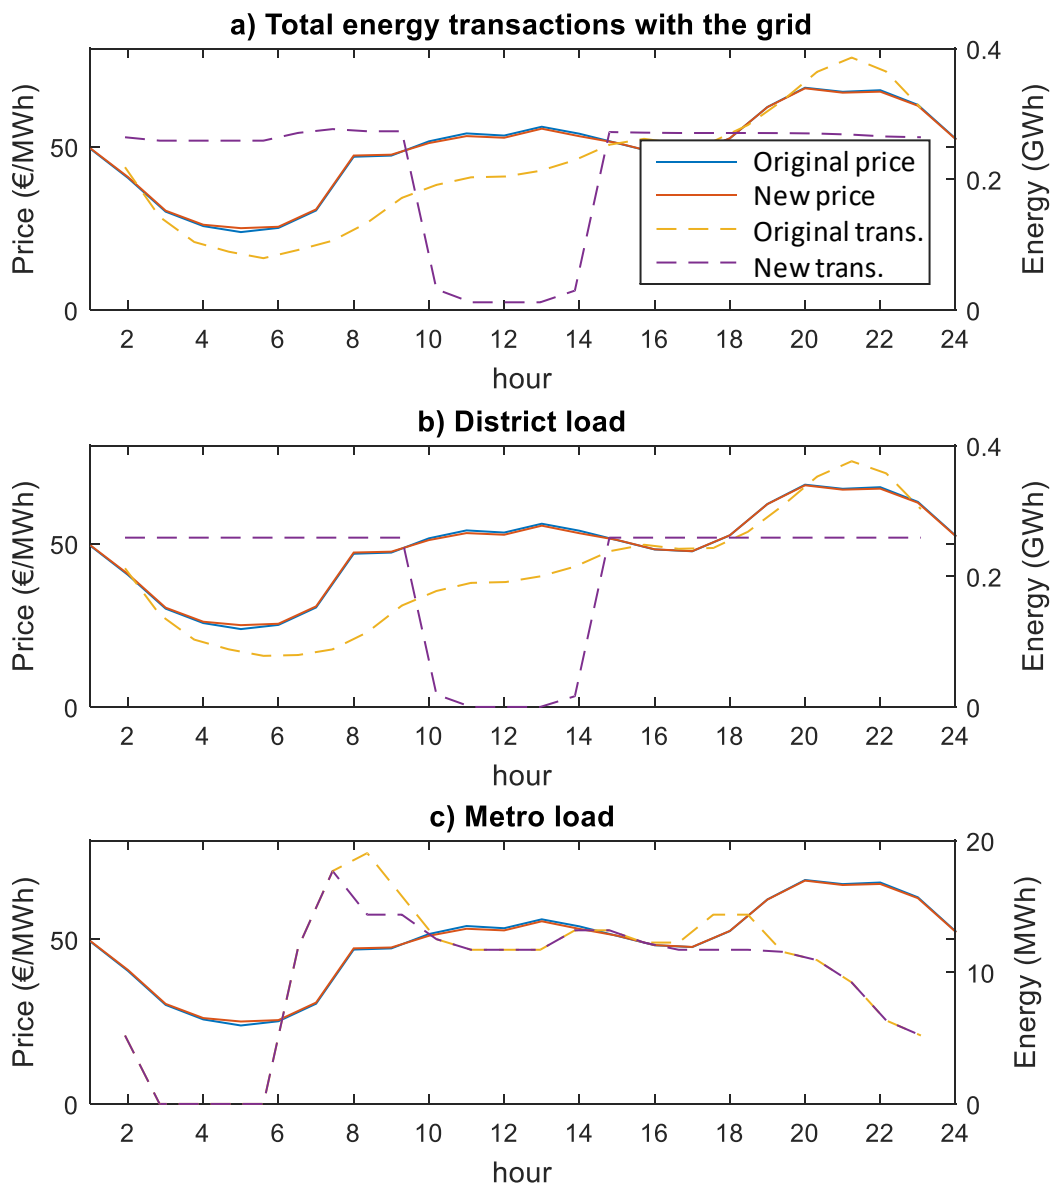 a) Total energy transactions with the grid
Price (€/MWh)
50
0
0.4
0.2
0
Energy (GWh)
Original price
New price
Original trans.
New trans.
2 4 6 8 10 12 14 16 18 20 22 24
hour
b) District load
Price (€/MWh)
50
0
0.4
0.2
0
Energy (GWh)
2 4 6 8 10 12 14 16 18 20 22 24
hour
c) Metro load
Price (€/MWh)
50
0
20
10
0
Energy (MWh)
2 4 6 8 10 12 14 16 18 20 22 24
hour